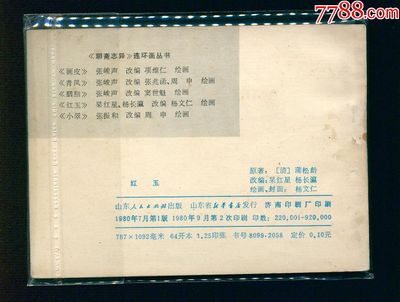 7788.com
《聊斋志异》连环画丛书
《画皮》 张峻声 改编 项维仁 绘画
《青凤》 张峻声 改编 张兆函、周 申 绘画
《胭脂》 张峻声 改编 窦世魁 绘画
《红玉》 杲红星、杨长瀛 改编 杨文仁 绘画
《小翠》 张振和 改编 周 申 绘画
原著：〔清〕蒲松龄
改编：杲红星 杨长瀛
绘画、封面：杨文仁
红 玉
山东人民出版社出版 山东省新华书店发行 济南印刷厂印刷
1980年7月第1版 1980年9月第2次印刷 印数：220,001-920,000
787×1092毫米 64开本 1.25印张 书号8099·2058 定价 0.10元